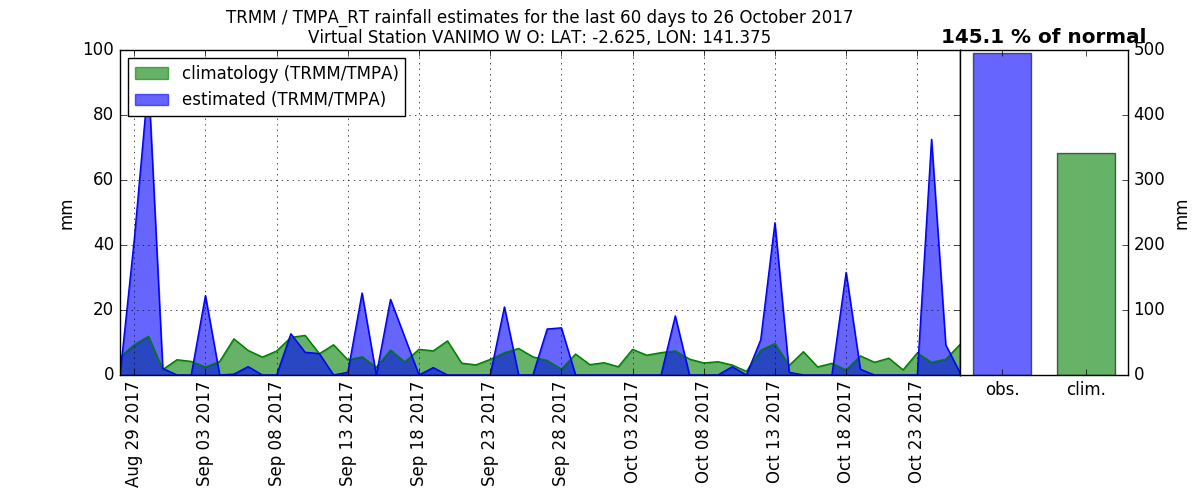 TRMM / TMPA_RT rainfall estimates for the last 60 days to 26 October 2017
Virtual Station VANIMO W O: LAT: -2.625, LON: 141.375
145.1 % of normal
climatology (TRMM/TMPA)
estimated (TRMM/TMPA)
100
80
60
40
20
0
mm
500
400
300
200
100
0
mm
Aug 29 2017
Sep 03 2017
Sep 08 2017
Sep 13 2017
Sep 18 2017
Sep 23 2017
Sep 28 2017
Oct 03 2017
Oct 08 2017
Oct 13 2017
Oct 18 2017
Oct 23 2017
obs.
clim.